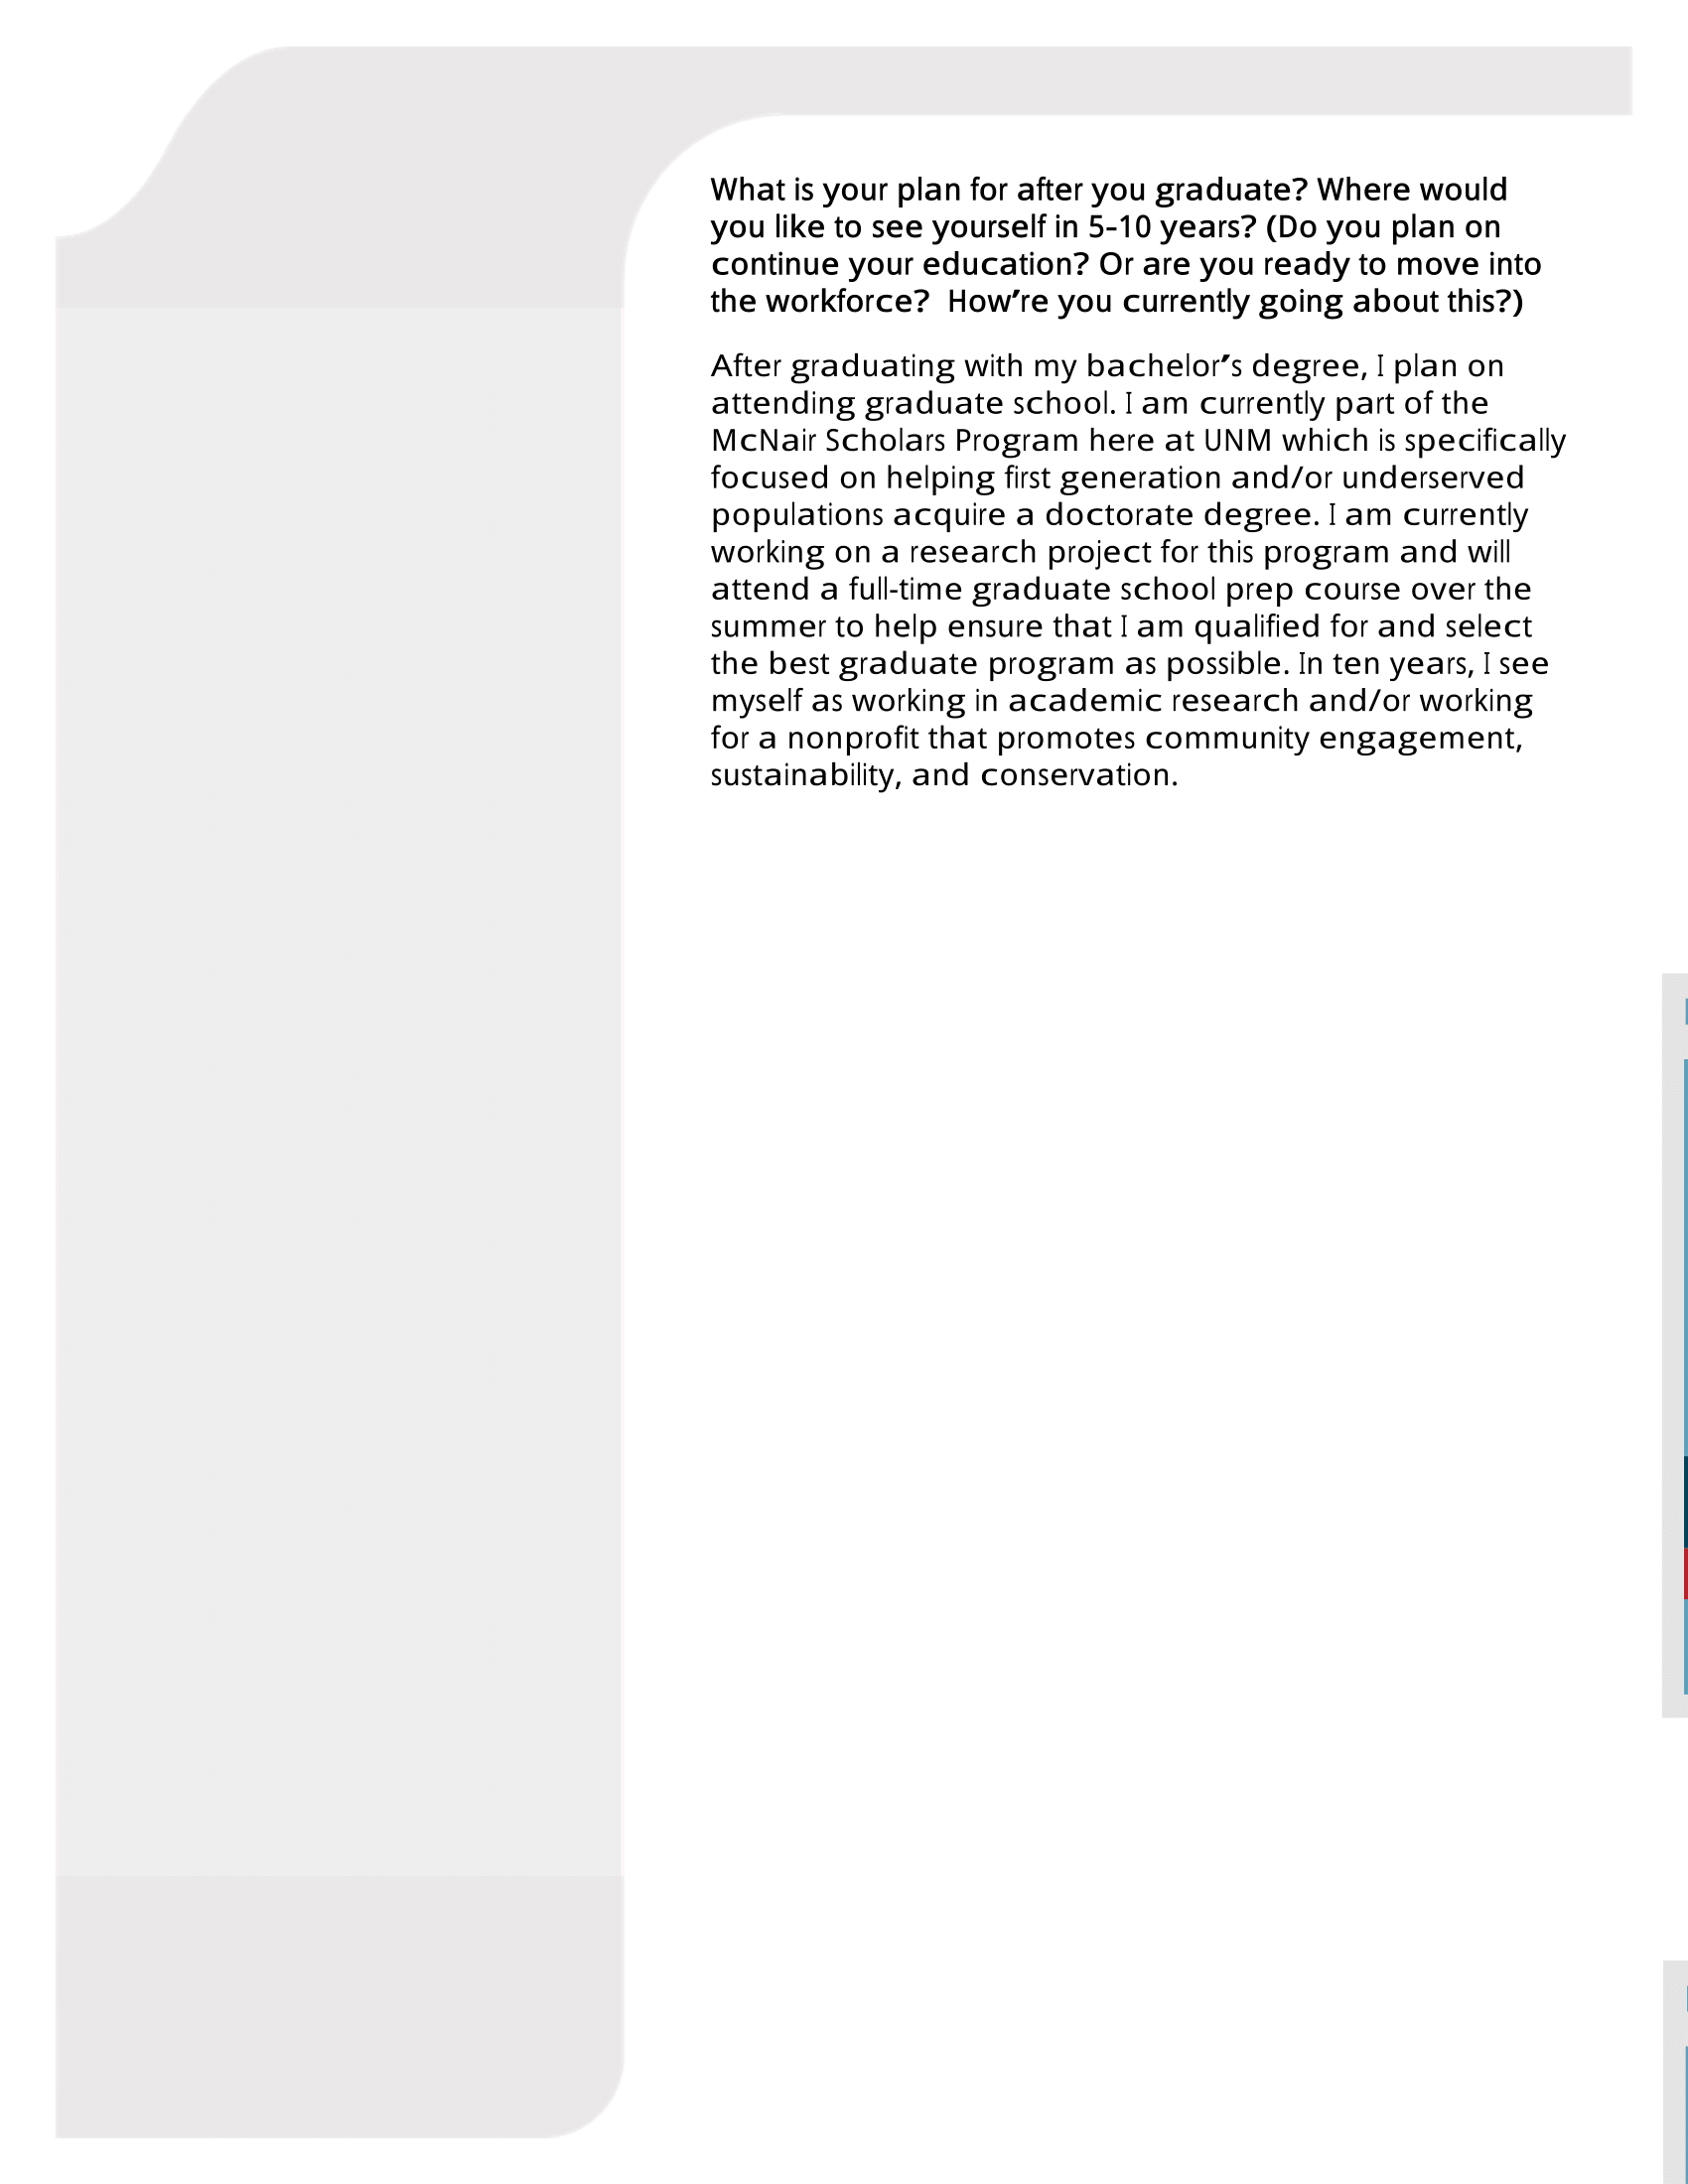 What is your plan for after you graduate? Where would
you like to see yourself in 5-10 years? (Do you plan on
continue your education? Or are you ready to move into
the workforce?  How’re you currently going about this?)
After graduating with my bachelor’s degree, I plan on
attending graduate school. I am currently part of the
McNair Scholars Program here at UNM which is specifically
focused on helping first generation and/or underserved
populations acquire a doctorate degree. I am currently
working on a research project for this program and will
attend a full-time graduate school prep course over the
summer to help ensure that I am qualified for and select
the best graduate program as possible. In ten years, I see
myself as working in academic research and/or working
for a nonprofit that promotes community engagement,
sustainability, and conservation.